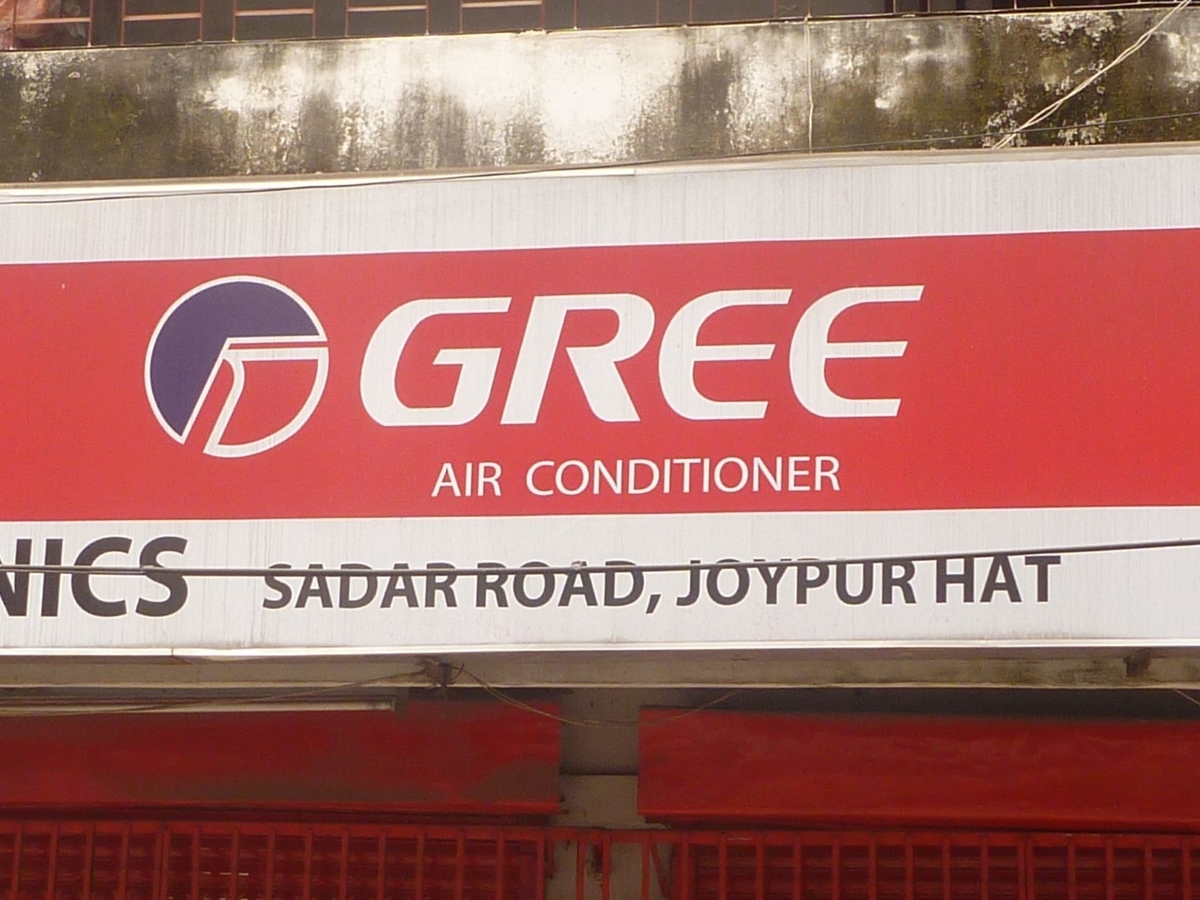 GREE
AIR CONDITIONER
NICS SADAR ROAD, JOYPUR HAT